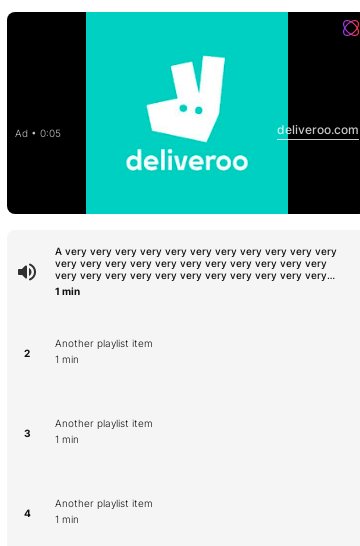 Ad • 0:05
deliveroo.com
deliveroo
A very very very very very very very very very very very
very very very very very very very very very very very
very very very very very very very very very very very...
1 min
2
Another playlist item
1 min
3
Another playlist item
1 min
4
Another playlist item
1 min